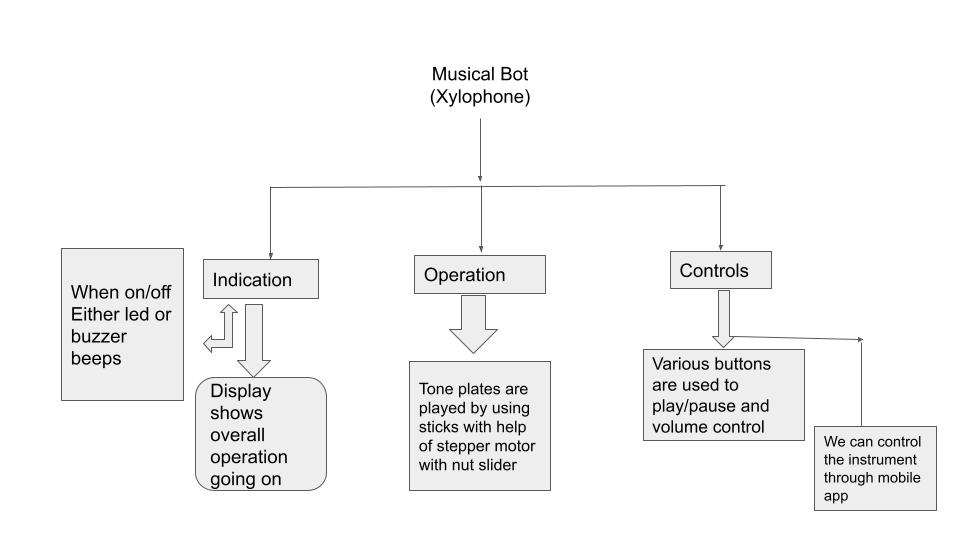 Musical Bot
(Xylophone)
Indication
Operation
Controls
When on/off
Either led or
buzzer
beeps
Display
shows
overall
operation
going on
Tone plates are
played by using
sticks with help
of stepper motor
with nut slider
Various buttons
are used to
play/pause and
volume control
We can control
the instrument
through mobile
app